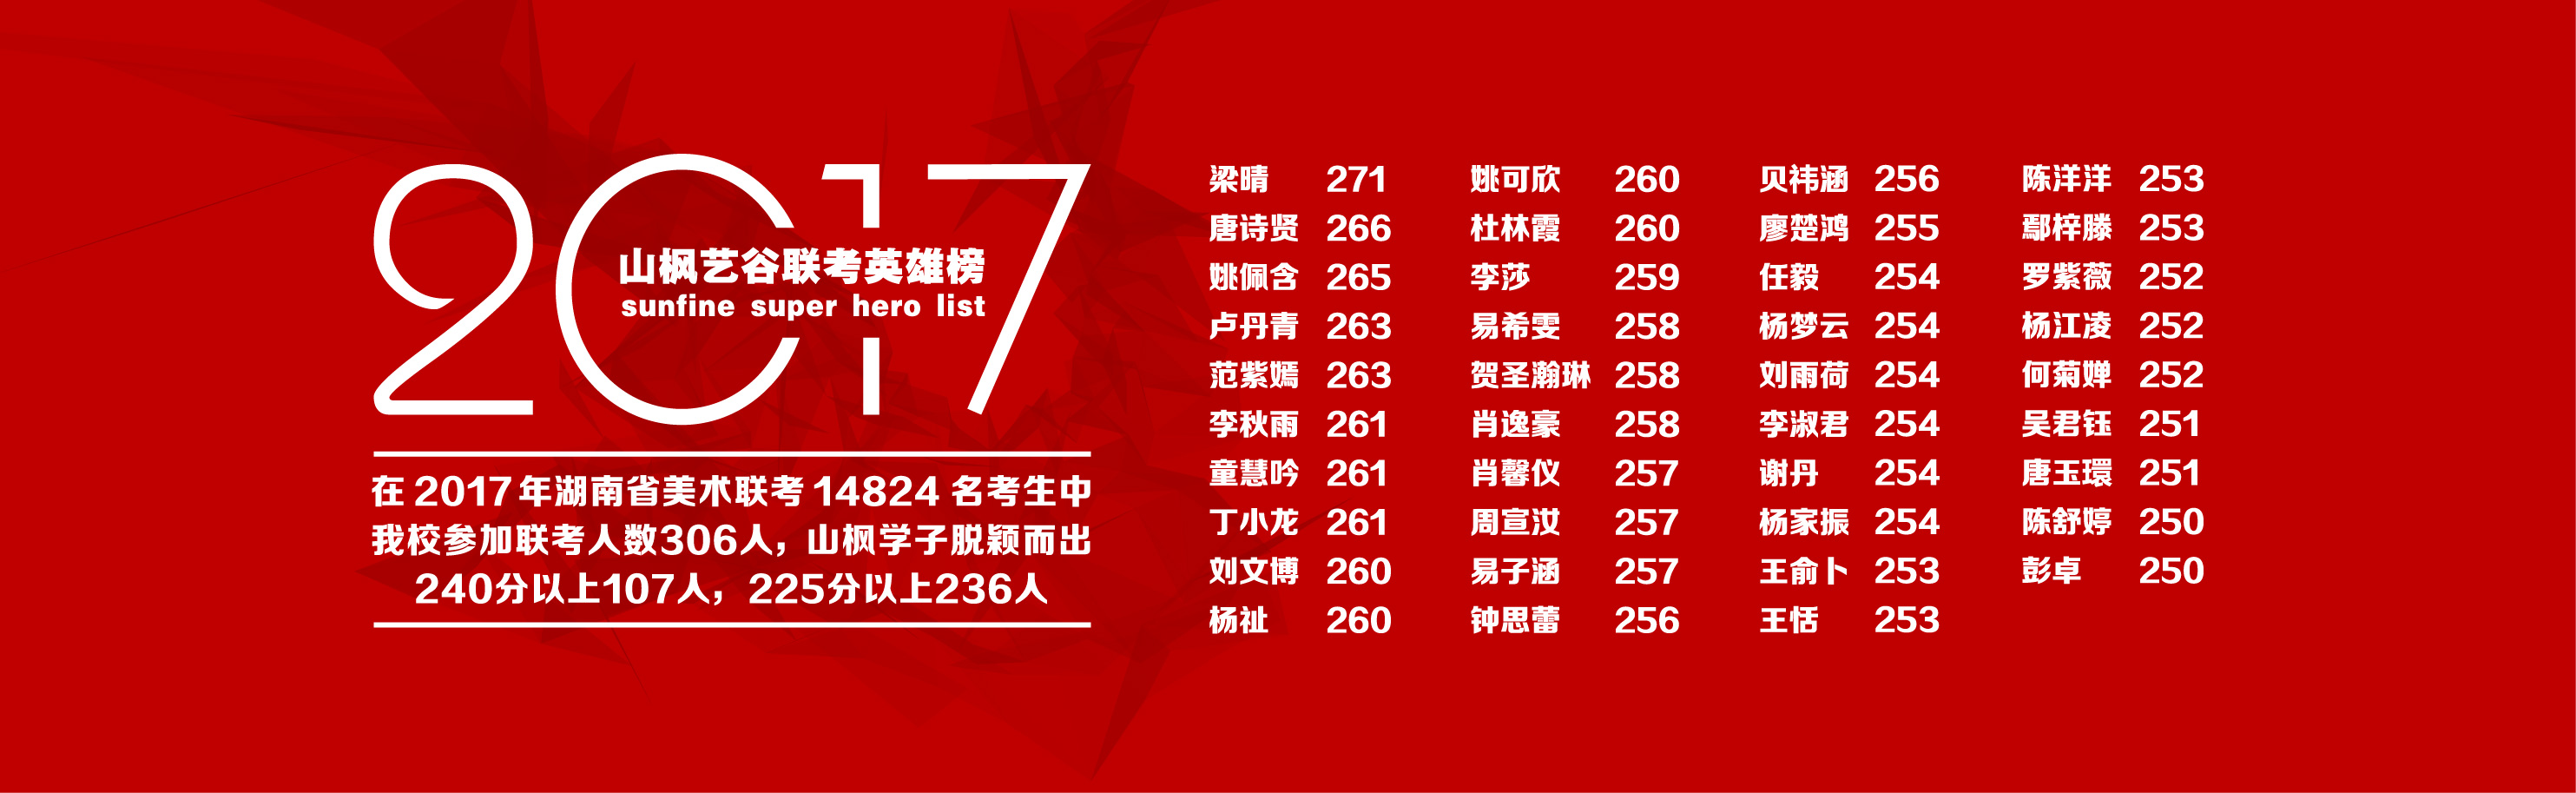 2017
山枫艺谷联考英雄榜
sunfine super hero list
在2017年湖南省美术联考14824名考生中
我校参加联考人数306人，山枫学子脱颖而出
240分以上107人，225分以上236人
梁晴 271
唐诗贤 266
姚佩含 265
卢丹青 263
范紫嫣 263
李秋雨 261
童慧吟 261
丁小龙 261
刘文博 260
杨祉 260
姚可欣 260
杜林霞 260
李莎 259
易希雯 258
贺圣瀚琳 258
肖逸豪 258
肖馨仪 257
周宣汝 257
易子涵 257
钟思蕾 256
贝祎涵 256
廖楚鸿 255
任毅 254
杨梦云 254
刘雨荷 254
李淑君 254
谢丹 254
杨家振 254
王俞卜 253
王恬 253
陈洋洋 253
鄢梓滕 253
罗紫薇 252
杨江凌 252
何菊婵 252
吴君钰 251
唐玉環 251
陈舒婷 250
彭卓 250